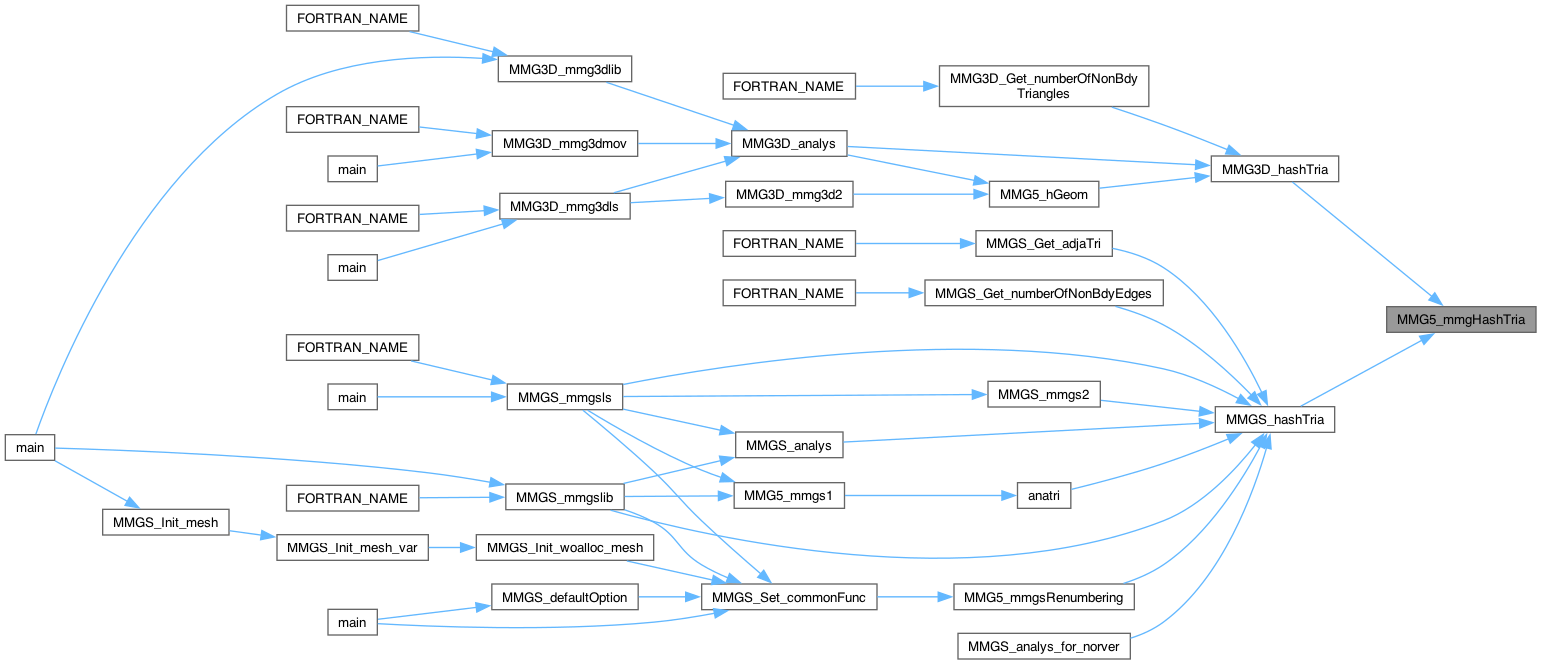 FORTRAN_NAME
MMG3D_mmg3dlib
MMG3D_Get_numberOfNonBdy
Triangles
FORTRAN_NAME
FORTRAN_NAME
MMG3D_mmg3dmov
MMG3D_analys
main
MMG3D_hashTria
MMG3D_mmg3d2
MMG5_hGeom
MMG3D_mmg3dls
FORTRAN_NAME
FORTRAN_NAME
MMGS_Get_adjaTri
main
FORTRAN_NAME
MMGS_Get_numberOfNonBdyEdges
MMG5_mmgHashTria
FORTRAN_NAME
main
MMGS_mmgsls
MMGS_mmgs2
MMGS_hashTria
main
MMGS_analys
FORTRAN_NAME
MMGS_mmgslib
MMG5_mmgs1
anatri
MMGS_Init_mesh
MMGS_Init_mesh_var
MMGS_Init_woalloc_mesh
MMGS_defaultOption
MMGS_Set_commonFunc
MMG5_mmgsRenumbering
main
MMGS_analys_for_norver